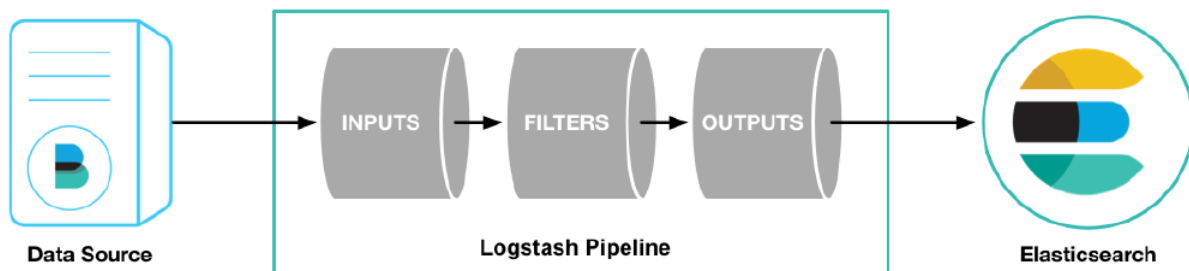 INPUTS
FILTERS
OUTPUTS
Data Source
Logstash Pipeline
Elasticsearch